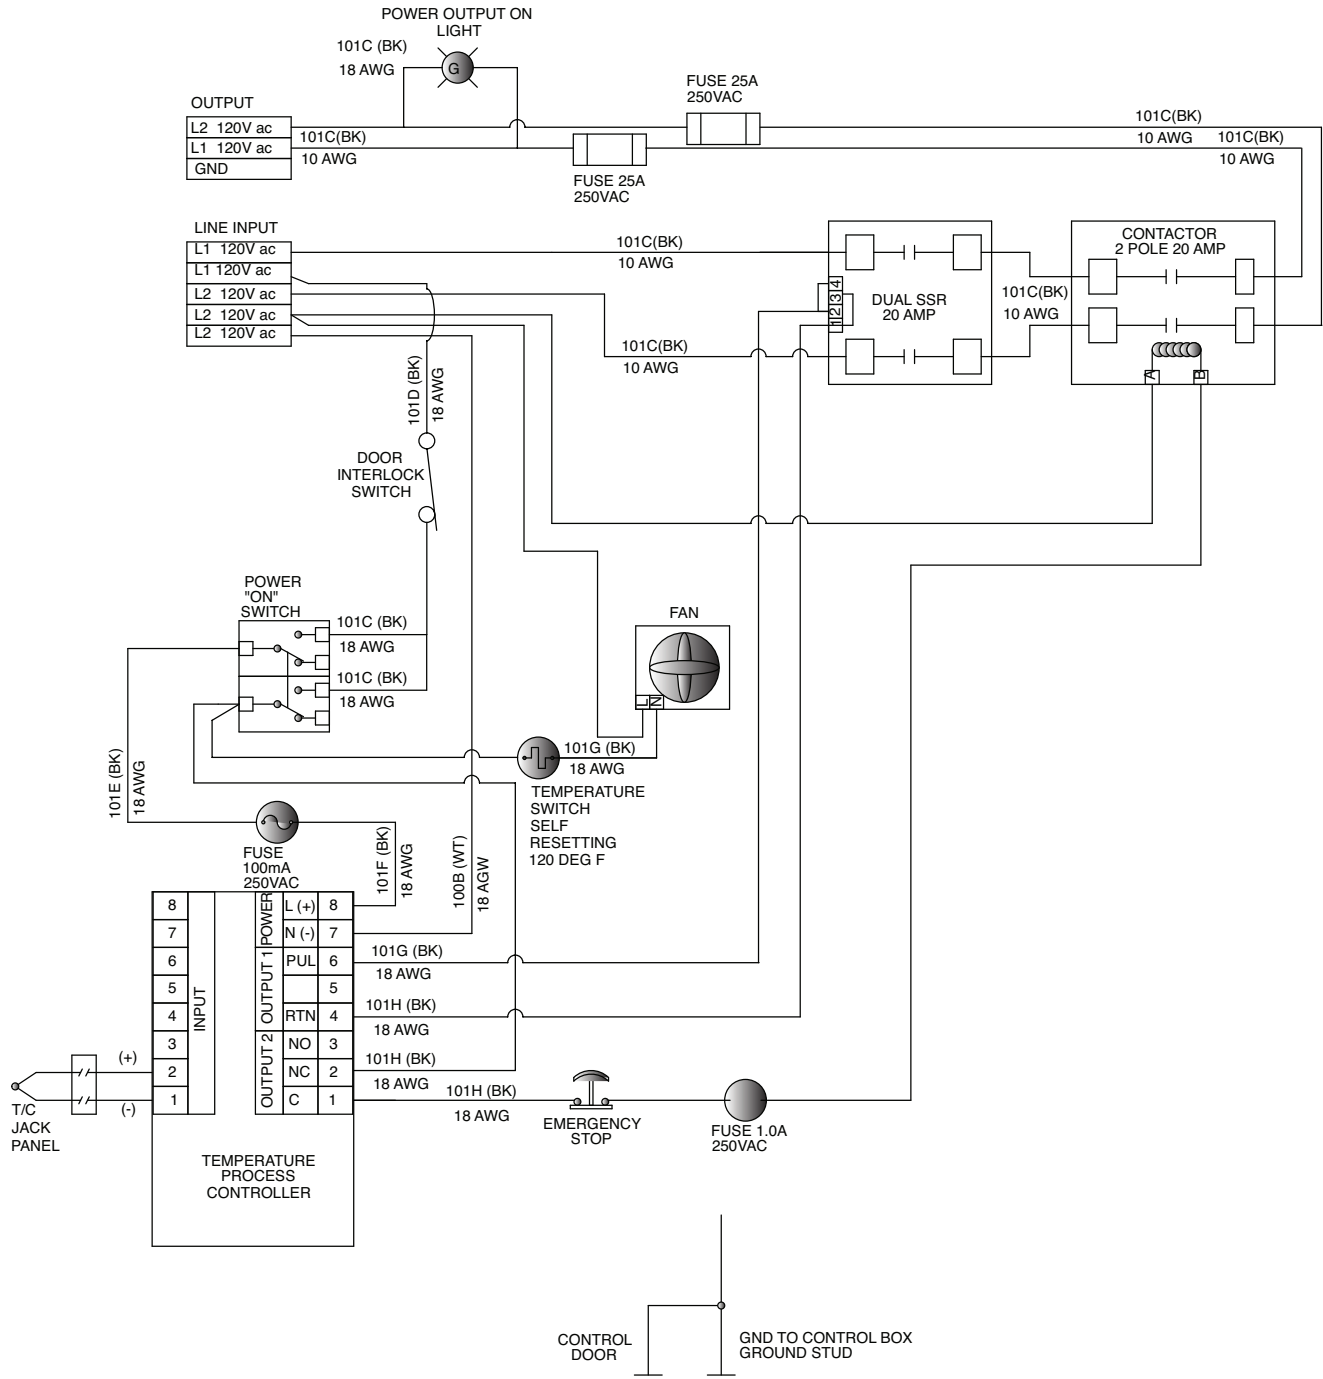 POWER OUTPUT ON
LIGHT
101C (BK)
18 AWG
G
FUSE 25A
250VAC
OUTPUT
L2 120V ac
L1 120V ac
GND
101C(BK)
10 AWG
FUSE 25A
250VAC
101C(BK)
10 AWG
101C(BK)
10 AWG
LINE INPUT
L1 120V ac
L1 120V ac
L2 120V ac
L2 120V ac
L2 120V ac
101C(BK)
10 AWG
101C(BK)
10 AWG
4
3
2
1
DUAL SSR
20 AMP
101C(BK)
10 AWG
CONTACTOR
2 POLE 20 AMP
A
B
101D (BK)
18 AWG
DOOR
INTERLOCK
SWITCH
POWER
"ON"
SWITCH
101C (BK)
18 AWG
101C (BK)
18 AWG
FAN
L
N
101G (BK)
18 AWG
TEMPERATURE
SWITCH
SELF
RESETTING
120 DEG F
101E (BK)
18 AWG
FUSE
100mA
250VAC
101F (BK)
18 AWG
100B (WT)
18 AGW
8
7
6
5
4
3
2
1
INPUT
POWER
OUTPUT 1
OUTPUT 2
L (+) 8
N (-) 7
PUL 6
5
RTN 4
NO 3
NC 2
C 1
101G (BK)
18 AWG
101H (BK)
18 AWG
101H (BK)
18 AWG
101H (BK)
18 AWG
(+)
(-)
T/C
JACK
PANEL
EMERGENCY
STOP
FUSE 1.0A
250VAC
TEMPERATURE
PROCESS
CONTROLLER
CONTROL
DOOR
GND TO CONTROL BOX
GROUND STUD